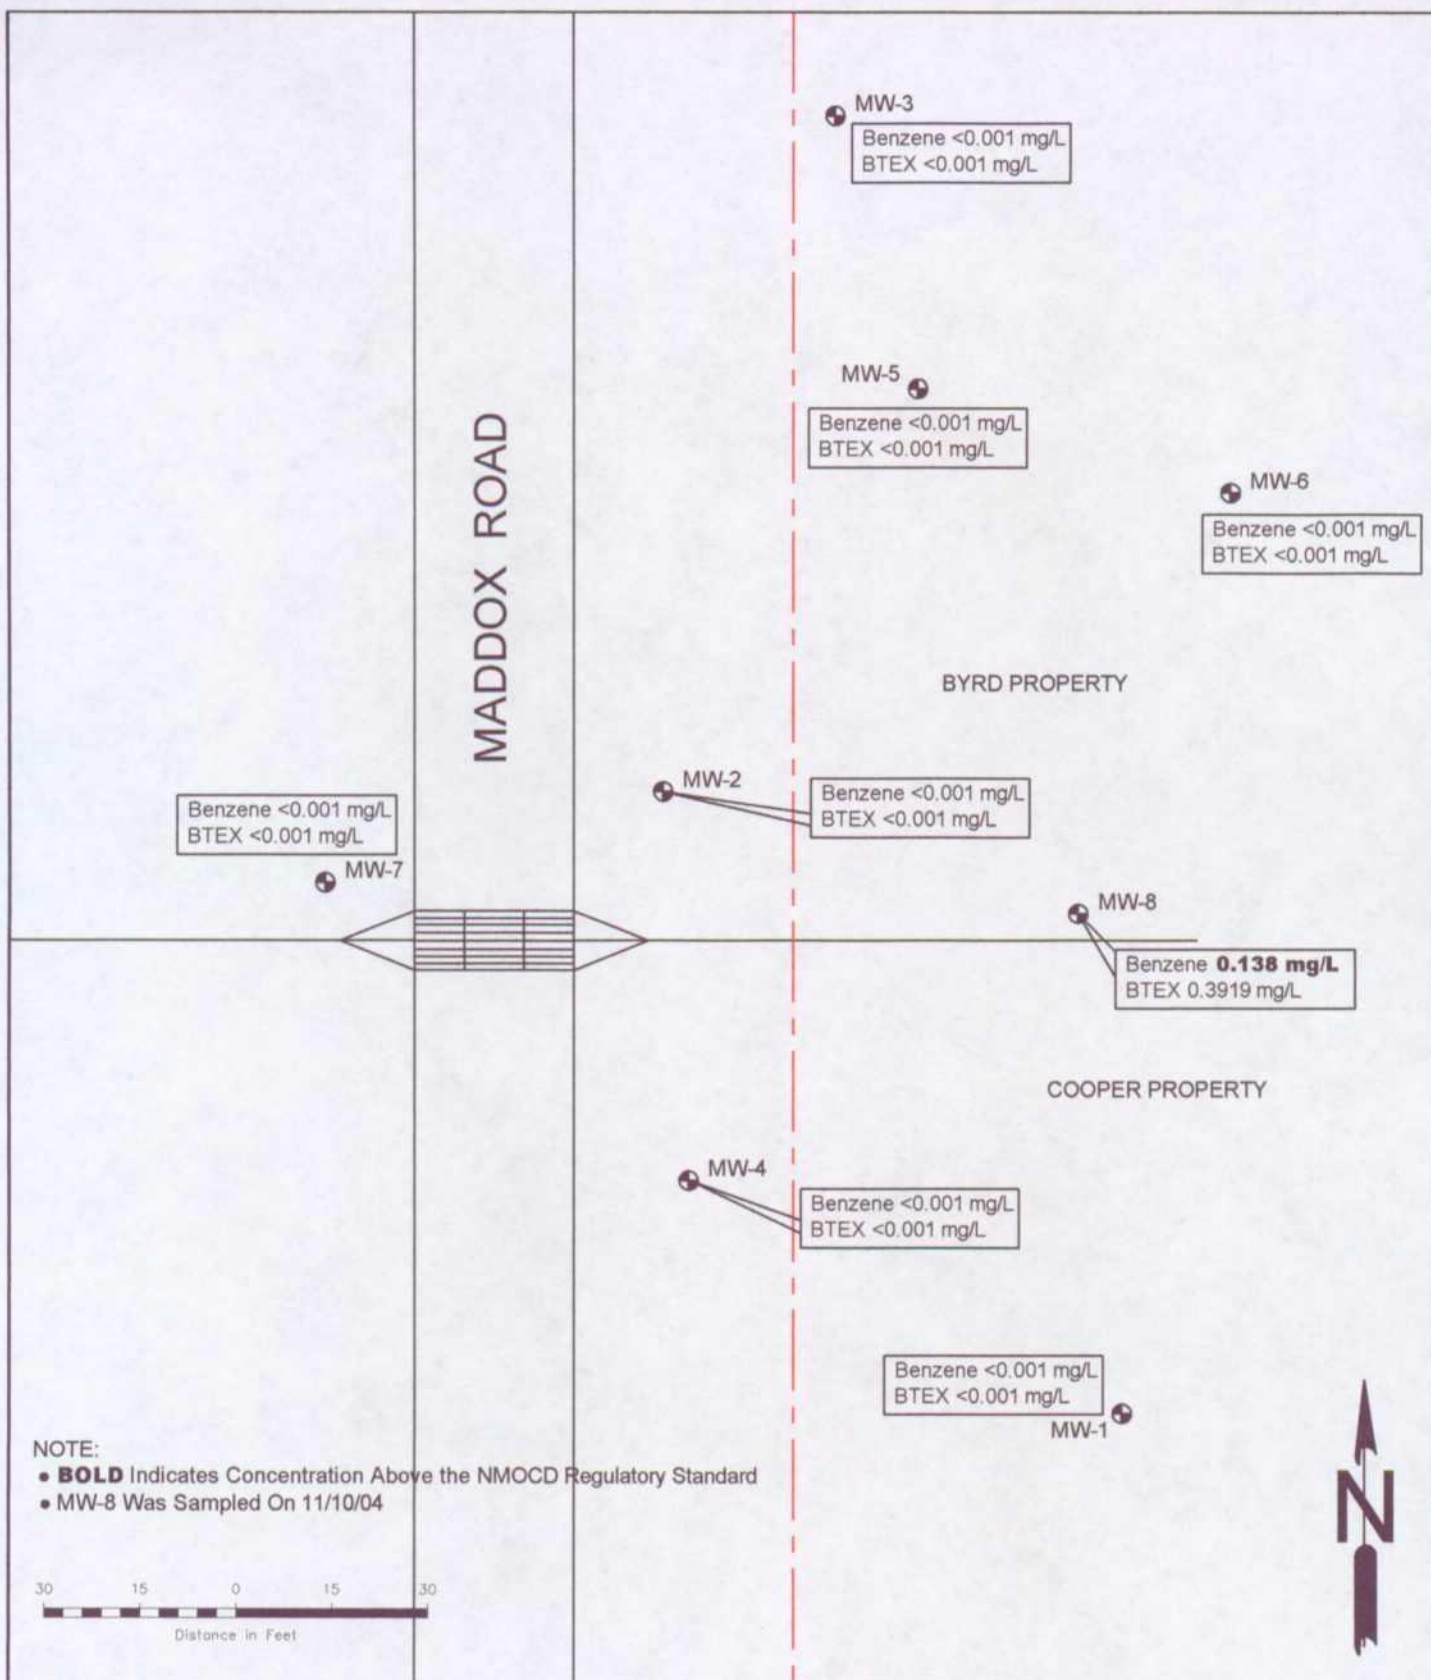 MW-3
Benzene <0.001 mg/L
BTEX <0.001 mg/L
MW-5
Benzene <0.001 mg/L
BTEX <0.001 mg/L
MW-6
Benzene <0.001 mg/L
BTEX <0.001 mg/L
MADDOX ROAD
BYRD PROPERTY
MW-2
Benzene <0.001 mg/L
BTEX <0.001 mg/L
Benzene <0.001 mg/L
BTEX <0.001 mg/L
MW-7
MW-8
Benzene 0.138 mg/L
BTEX 0.3919 mg/L
COOPER PROPERTY
MW-4
Benzene <0.001 mg/L
BTEX <0.001 mg/L
Benzene <0.001 mg/L
BTEX <0.001 mg/L
MW-1
NOTE:
• BOLD Indicates Concentration Above the NMOCD Regulatory Standard
• MW-8 Was Sampled On 11/10/04
30 15 0 15 30
Distance in Feet
N